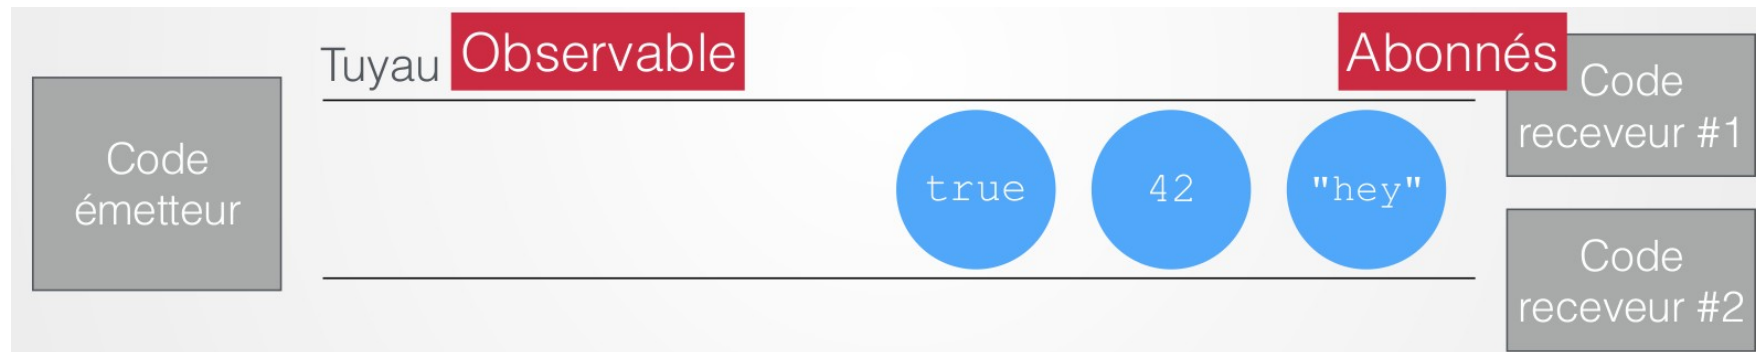 Tuyau Observable
Abonnés
Code
émetteur
true
42
"hey"
Code
receveur #1
Code
receveur #2